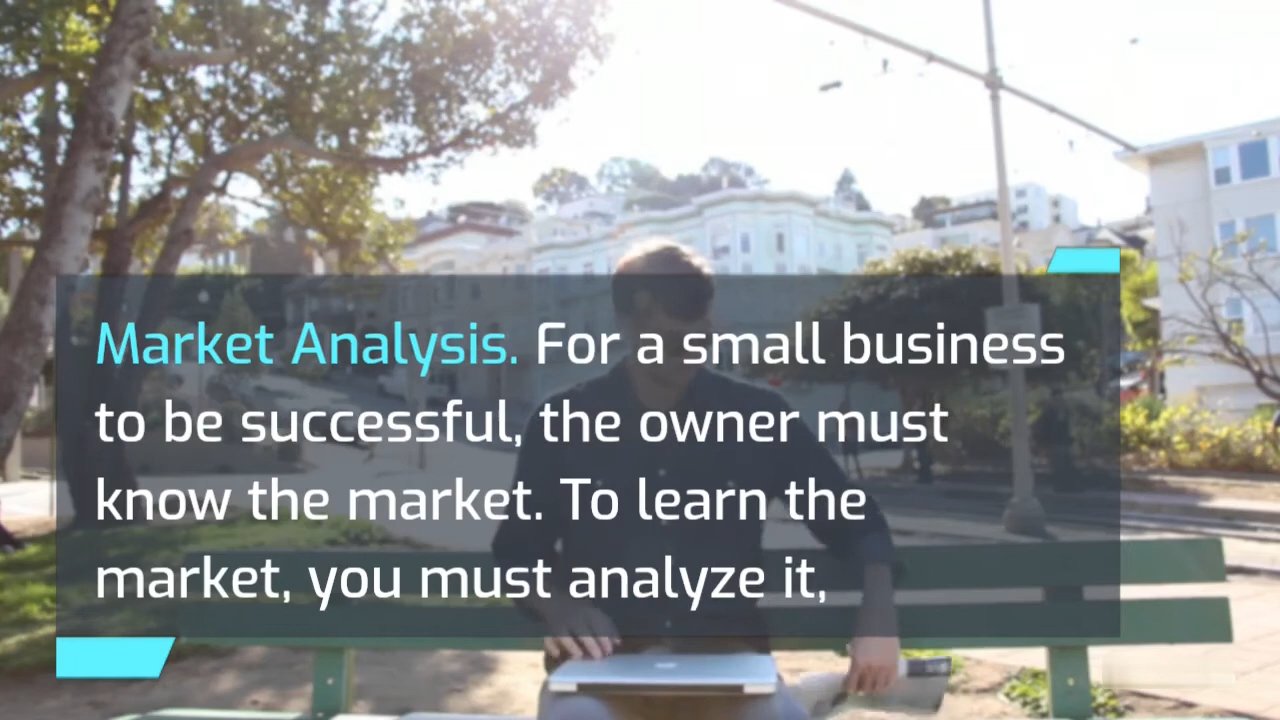 Market Analysis. For a small business
to be successful, the owner must
know the market. To learn the
market, you must analyze it,